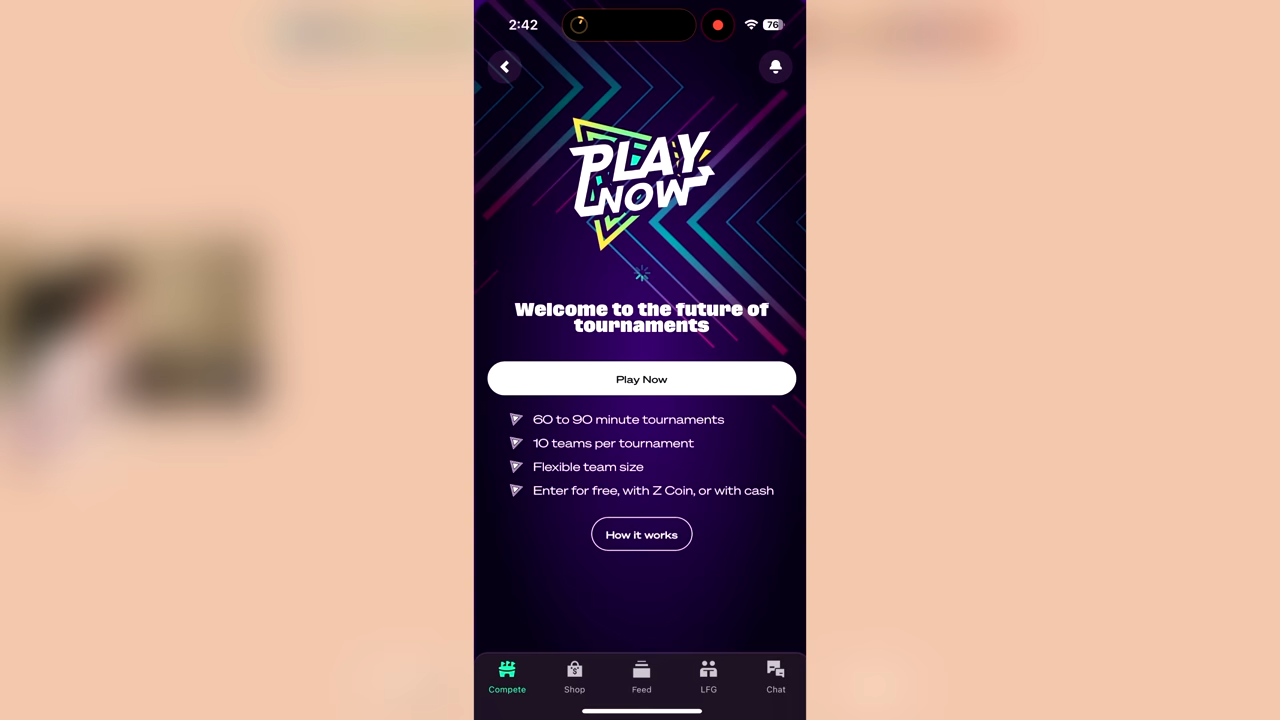 2:42
76
PLAY
NOW
Welcome to the future of
tournaments
Play Now
60 to 90 minute tournaments
10 teams per tournament
Flexible team size
Enter for free, with Z Coin, or with cash
How it works
Compete
Shop
Feed
LFG
Chat